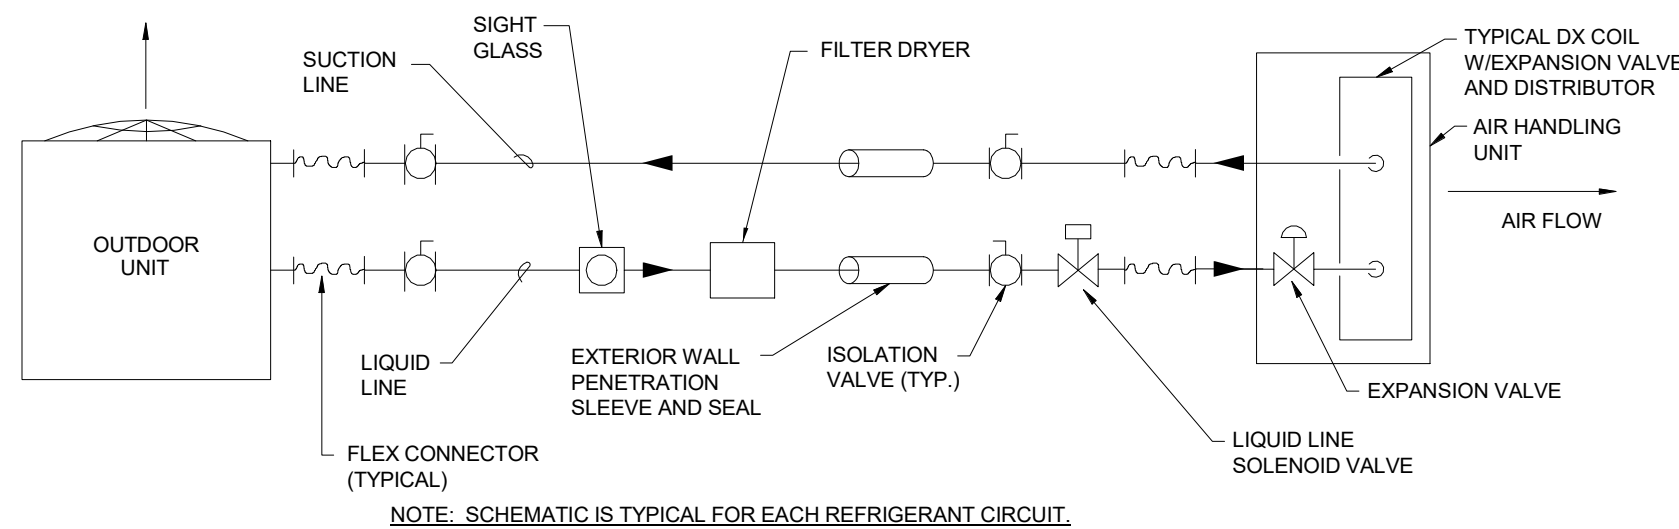 SIGHT
GLASS
SUCTION
LINE
FILTER DRYER
TYPICAL DX COIL
W/EXPANSION VALVE
AND DISTRIBUTOR
AIR HANDLING
UNIT
AIR FLOW
OUTDOOR
UNIT
LIQUID
LINE
EXTERIOR WALL
PENETRATION
SLEEVE AND SEAL
ISOLATION
VALVE (TYP.)
EXPANSION VALVE
FLEX CONNECTOR
(TYPICAL)
LIQUID LINE
SOLENOID VALVE
NOTE: SCHEMATIC IS TYPICAL FOR EACH REFRIGERANT CIRCUIT.